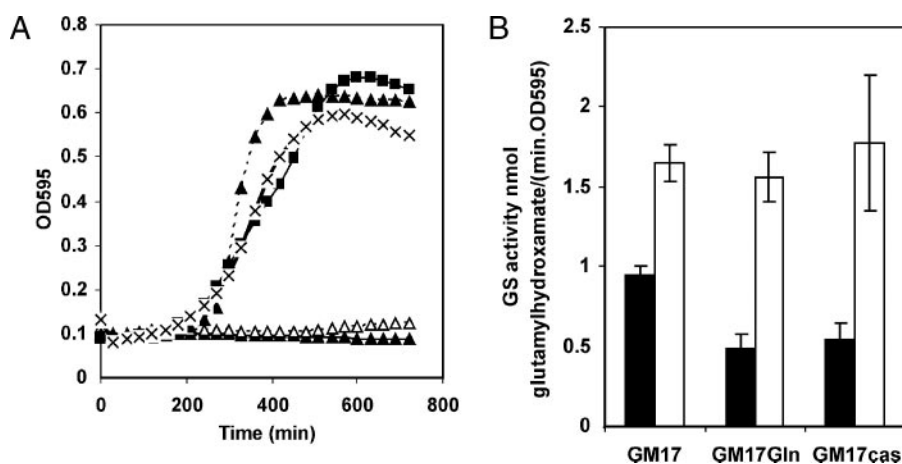 A
0.8
0.7
0.6
0.5
0.4
0.3
0.2
0.1
0
OD595
0
200
400
600
800
Time (min)
B
2.5
2
1.5
1
0.5
0
GS activity nmol
glutamylhydroxamate/(min.OD595)
GM17
GM17Gln
GM17cas